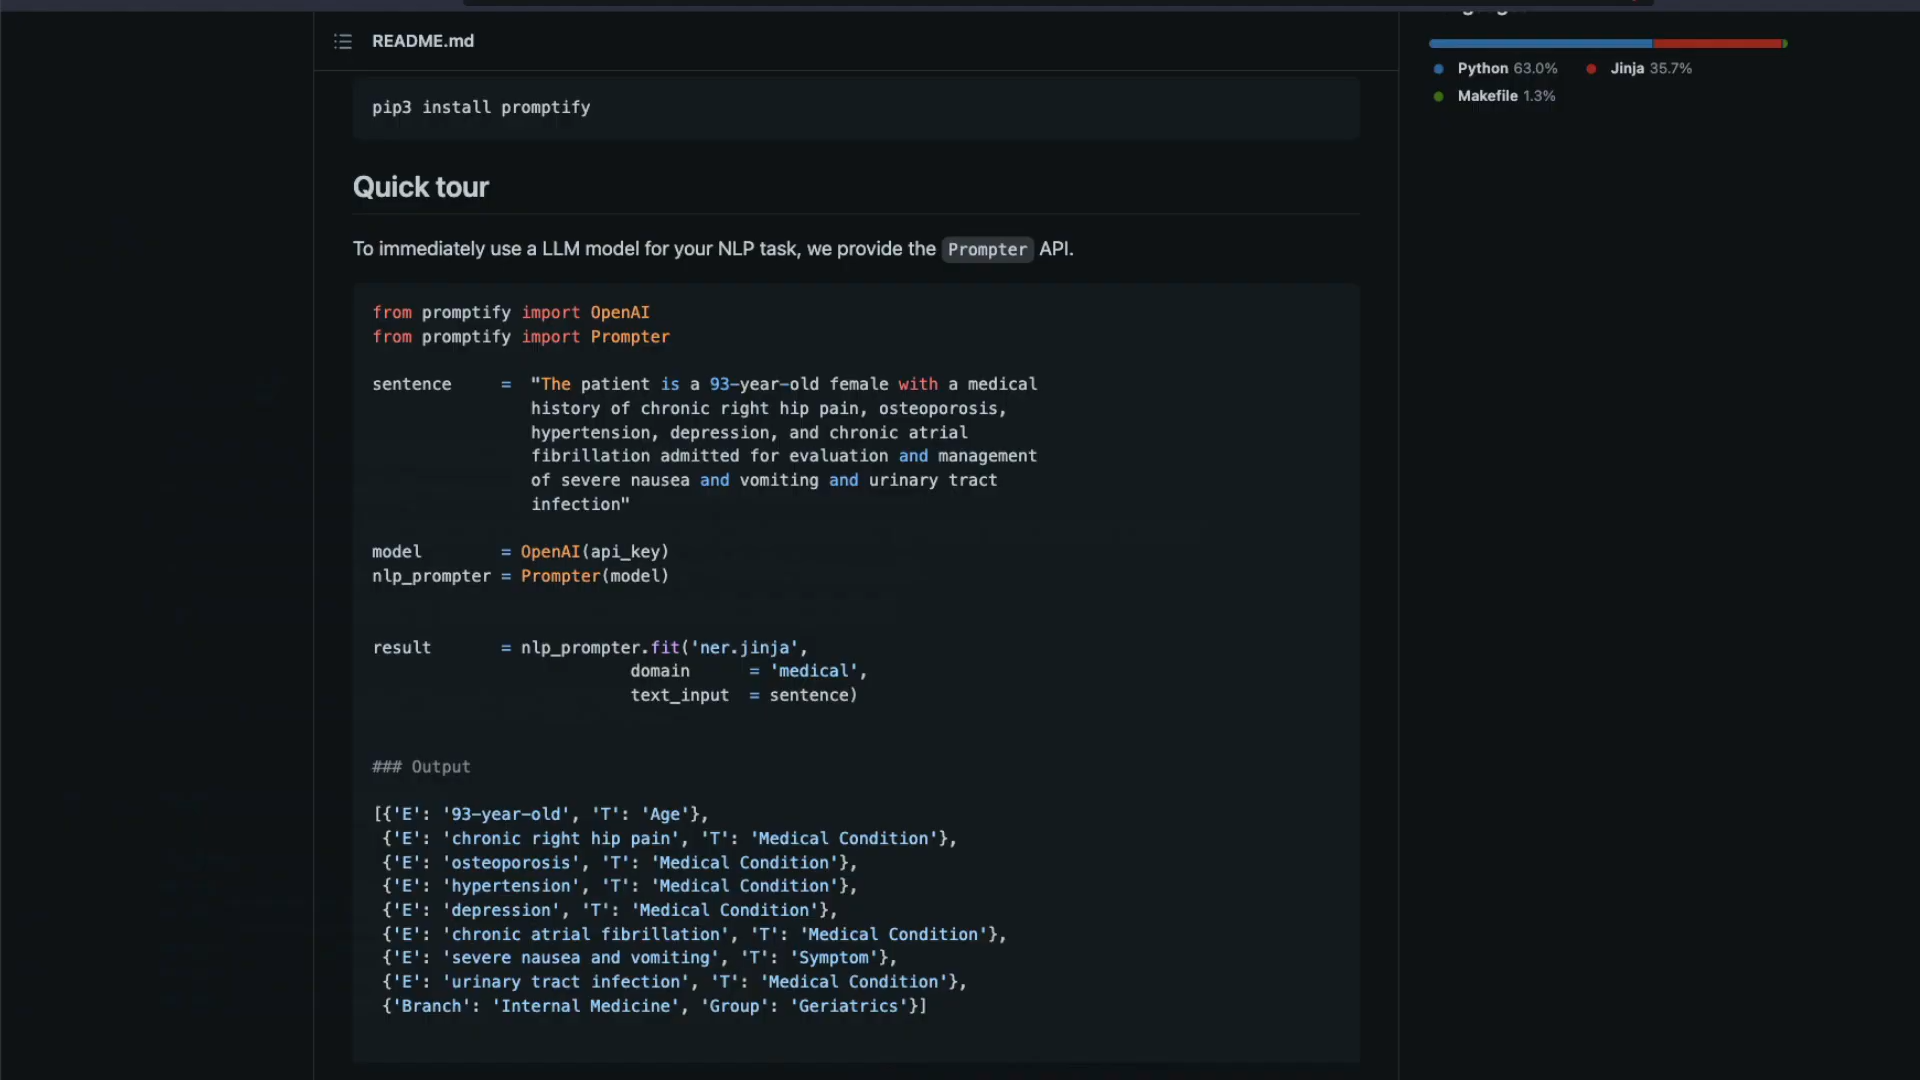 README.md
pip3 install promptify
Quick tour
To immediately use a LLM model for your NLP task, we provide the Prompter API.
from promptify import OpenAI
from promptify import Prompter
sentence = "The patient is a 93-year-old female with a medical
history of chronic right hip pain, osteoporosis,
hypertension, depression, and chronic atrial
fibrillation admitted for evaluation and management
of severe nausea and vomiting and urinary tract
infection"
model = OpenAI(api_key)
nlp_prompter = Prompter(model)
result = nlp_prompter.fit('ner.jinja',
domain = 'medical',
text_input = sentence)
### Output
[{'E': '93-year-old', 'T': 'Age'},
{'E': 'chronic right hip pain', 'T': 'Medical Condition'},
{'E': 'osteoporosis', 'T': 'Medical Condition'},
{'E': 'hypertension', 'T': 'Medical Condition'},
{'E': 'depression', 'T': 'Medical Condition'},
{'E': 'chronic atrial fibrillation', 'T': 'Medical Condition'},
{'E': 'severe nausea and vomiting', 'T': 'Symptom'},
{'E': 'urinary tract infection', 'T': 'Medical Condition'},
{'Branch': 'Internal Medicine', 'Group': 'Geriatrics'}]
Python 63.0% Jinja 35.7%
Makefile 1.3%